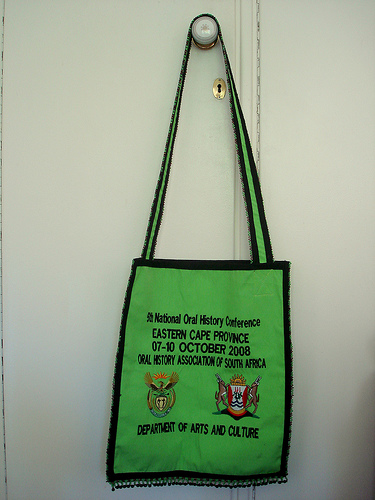 5th National Oral History Conference
EASTERN CAPE PROVINCE
07-10 OCTOBER 2008
ORAL HISTORY ASSOCIATION OF SOUTH AFRICA
DEPARTMENT OF ARTS AND CULTURE